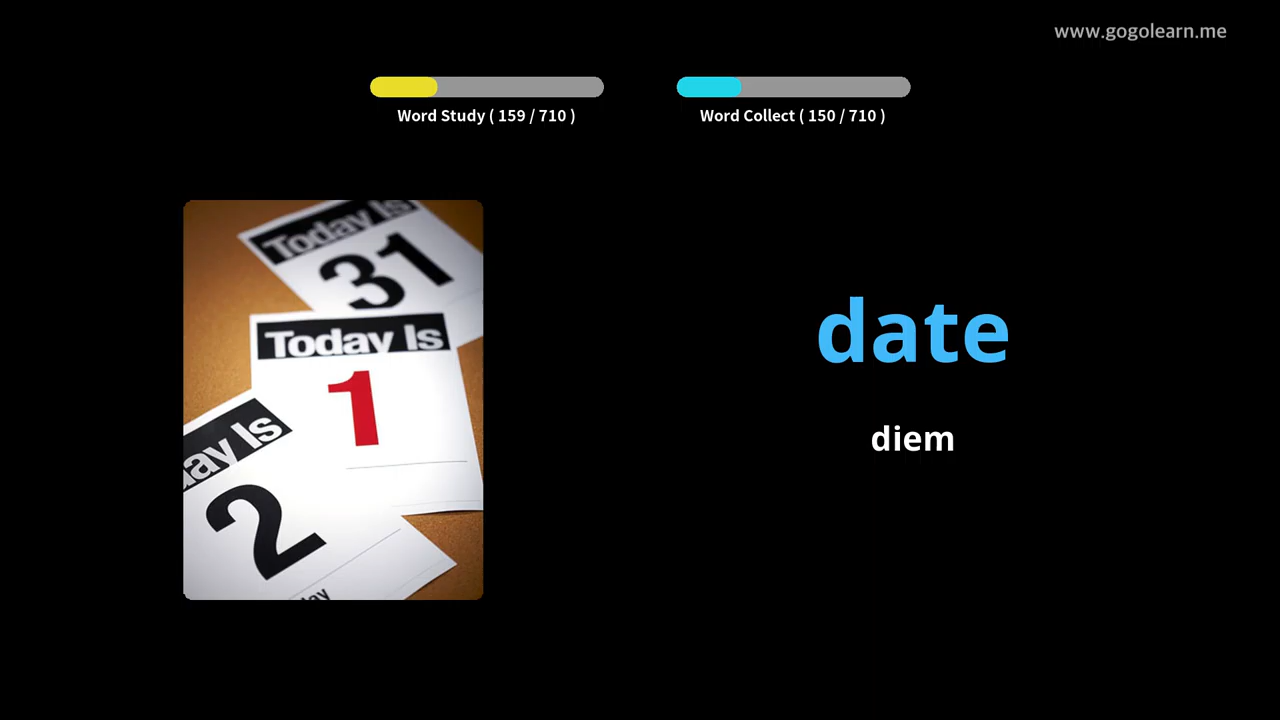 www.gogolearn.me
Word Study ( 159 / 710 )
Word Collect ( 150 / 710 )
Today Is
31
Today Is
1
ay Is
2
date
diem